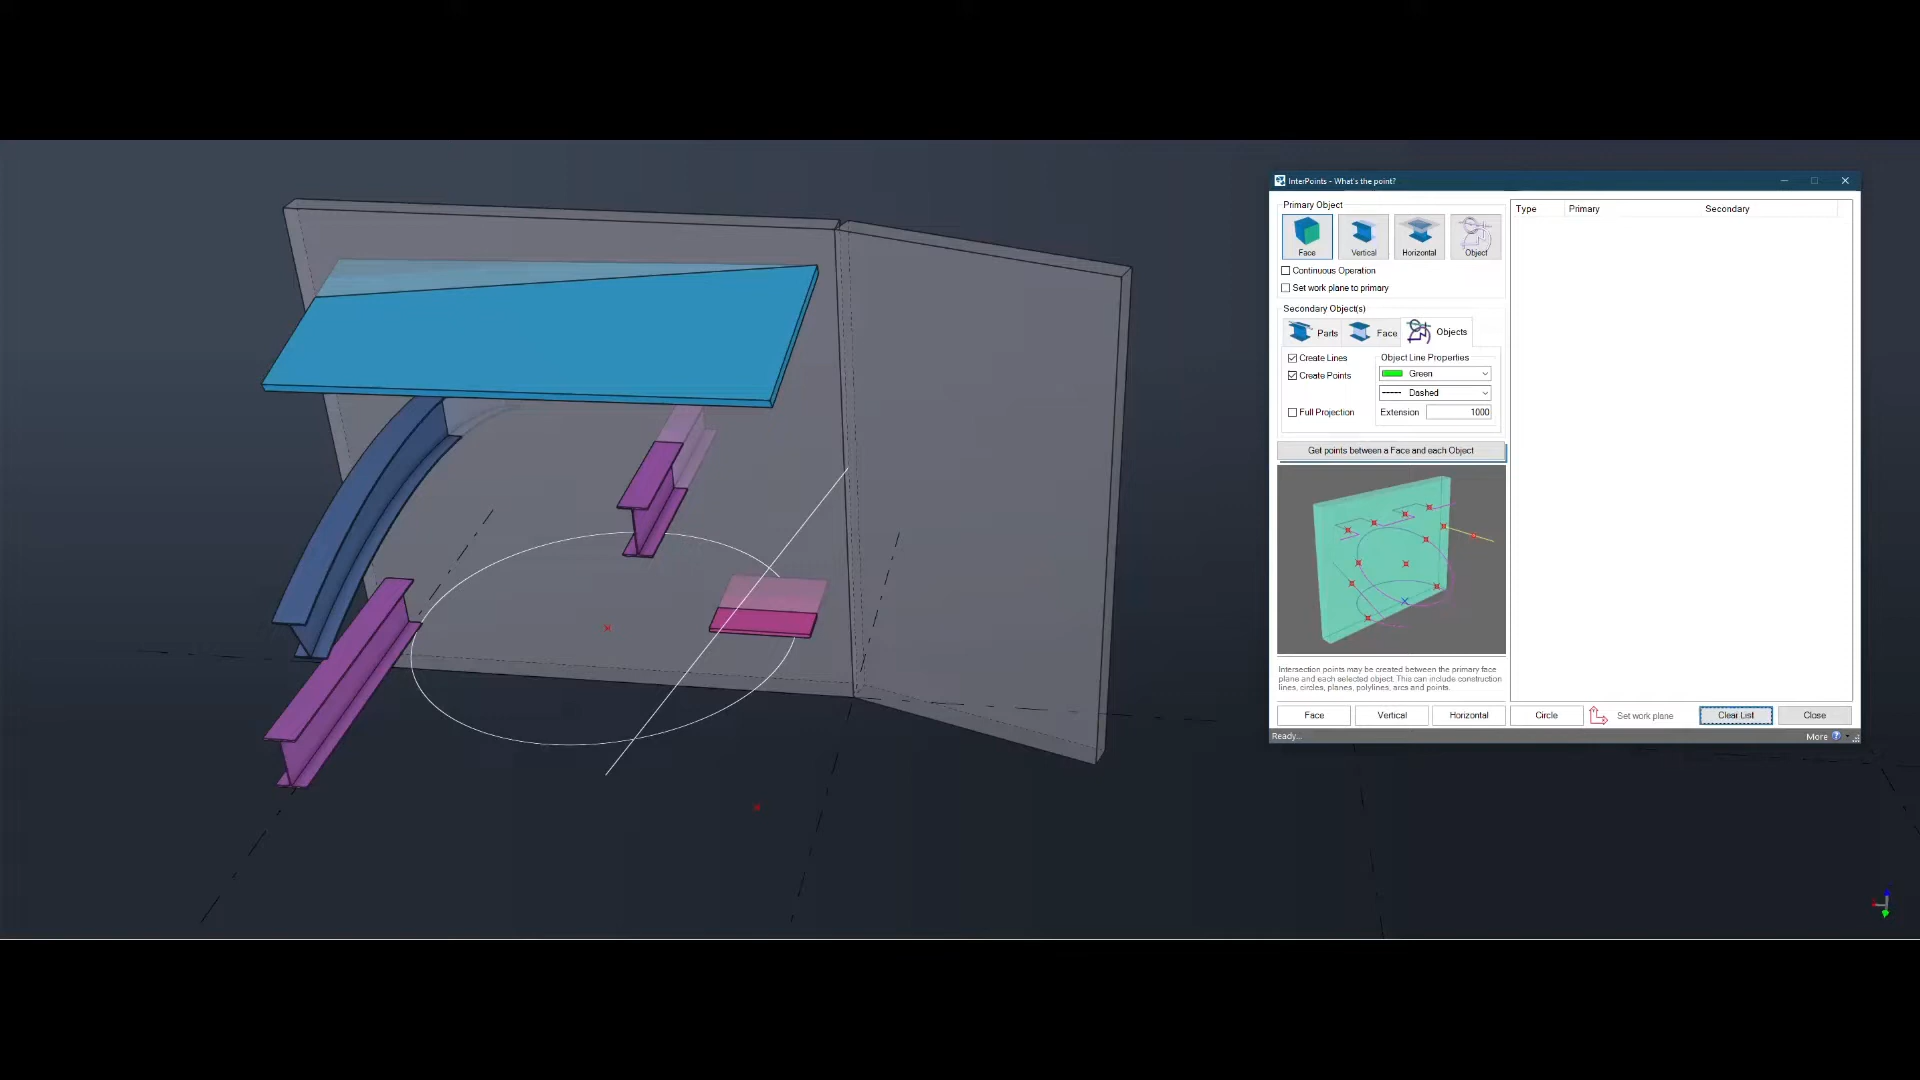 InterPoints - What's the point?
Primary Object
Face
Vertical
Horizontal
Object
Continuous Operation
Set work plane to primary
Secondary Object(s)
Parts
Face
Objects
Create Lines
Create Points
Full Projection
Object Line Properties
Green
Dashed
Extension 1000
Get points between a Face and each Object
Intersection points may be created between the primary face
plane and each selected object. This can include construction
lines, circles, planes, polylines, arcs and points.
Type Primary Secondary
Face Vertical Horizontal Circle Set work plane Clear List Close
Ready... More